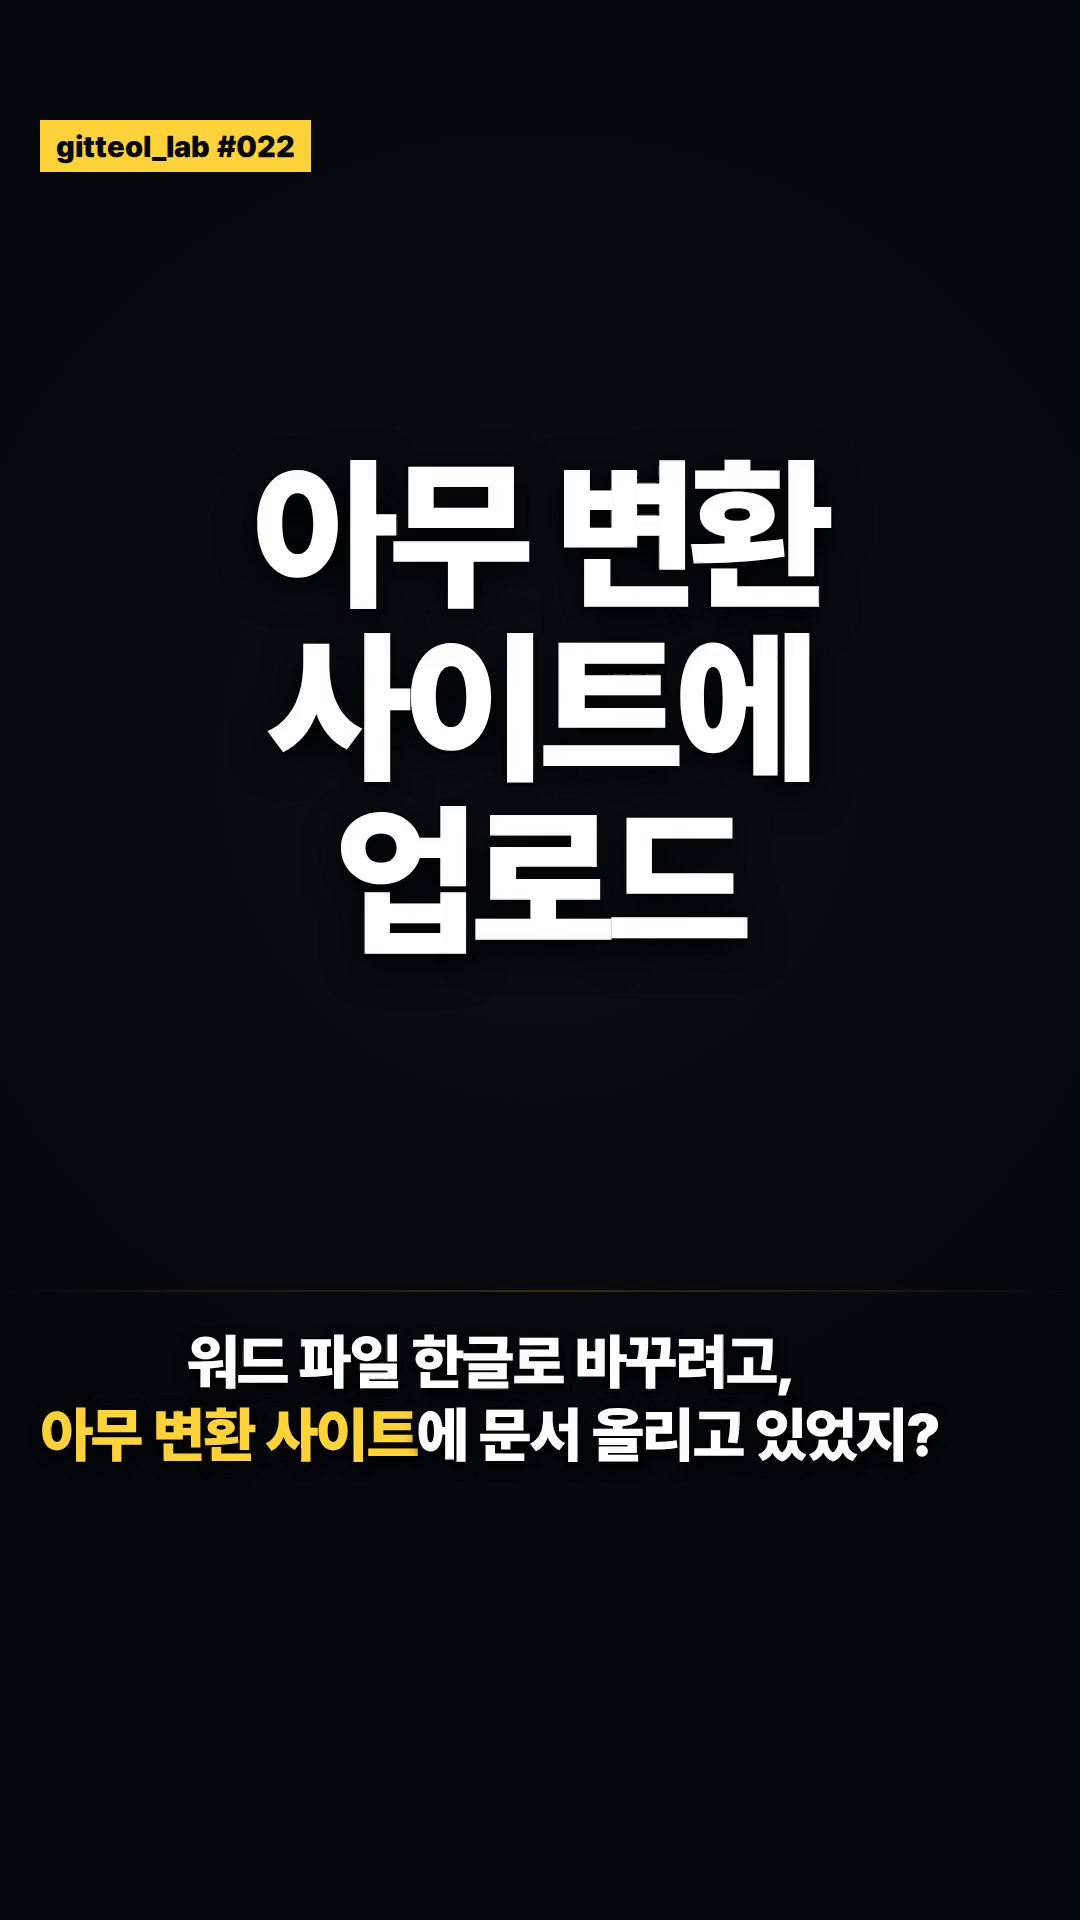 gitteol_lab #022
아무 변환
사이트에
업로드
워드 파일 한글로 바꾸려고,
아무 변환 사이트에 문서 올리고 있었지?